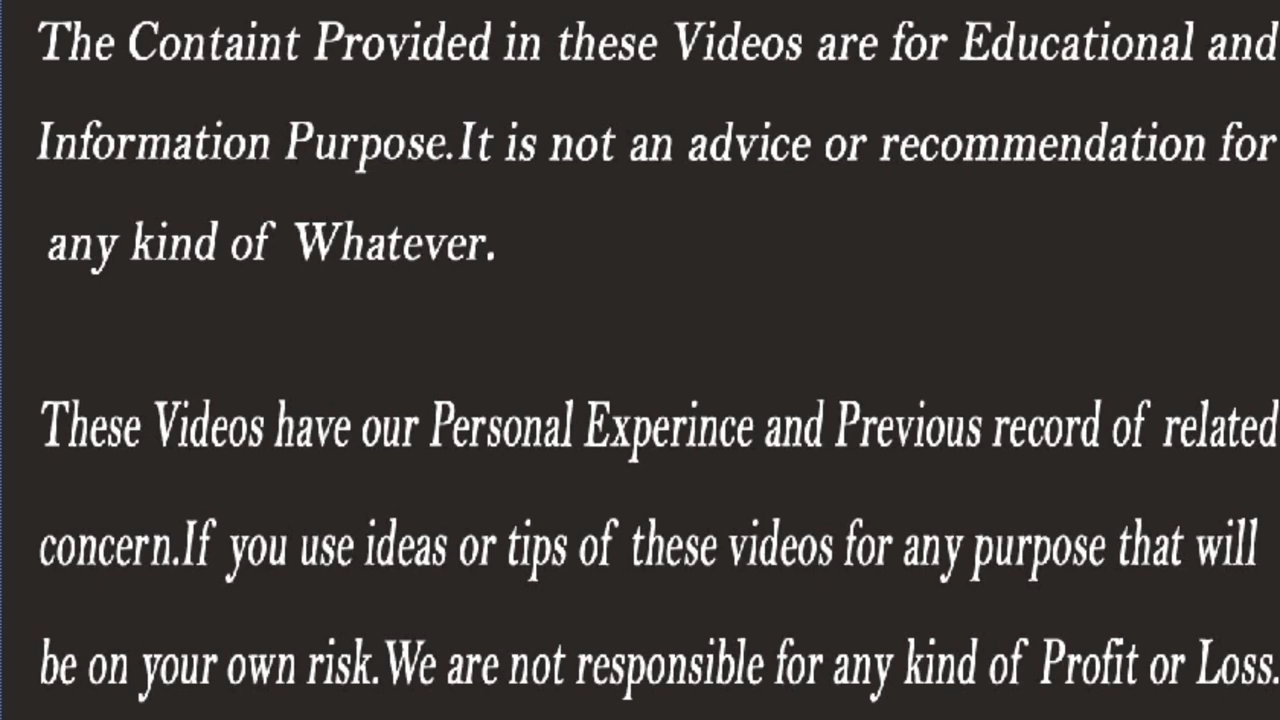 The Containt Provided in these Videos are for Educational and
Information Purpose.It is not an advice or recommendation for
any kind of Whatever.
These Videos have our Personal Experince and Previous record of related
concern.If you use ideas or tips of these videos for any purpose that will
be on your own risk.We are not responsible for any kind of Profit or Loss.